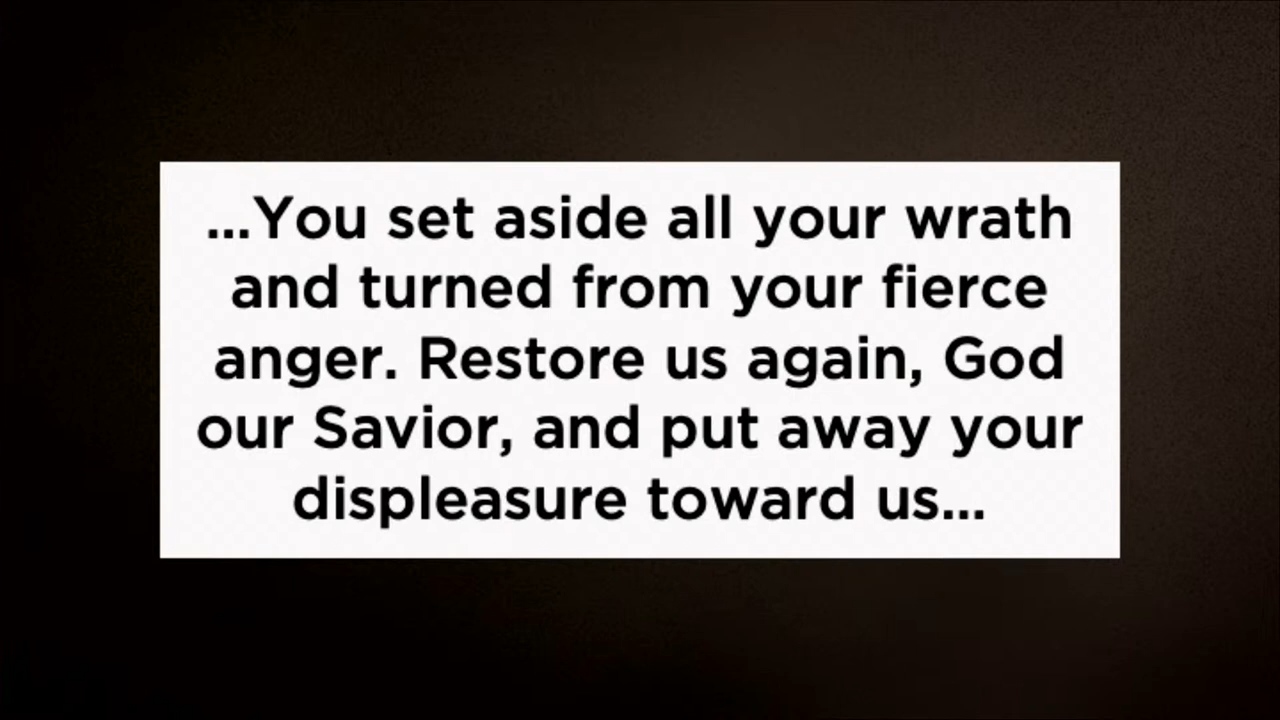 ...You set aside all your wrath
and turned from your fierce
anger. Restore us again, God
our Savior, and put away your
displeasure toward us...